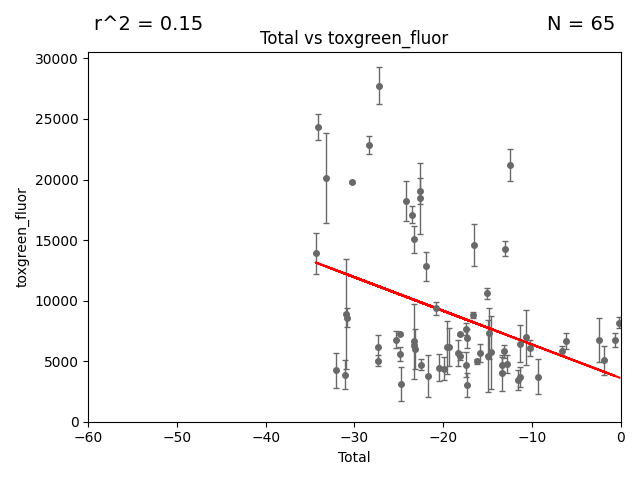 r^2 = 0.15
N = 65
Total vs toxgreen_fluor
30000
25000
20000
15000
10000
5000
0
toxgreen_fluor
−60
−50
−40
−30
−20
−10
0
Total